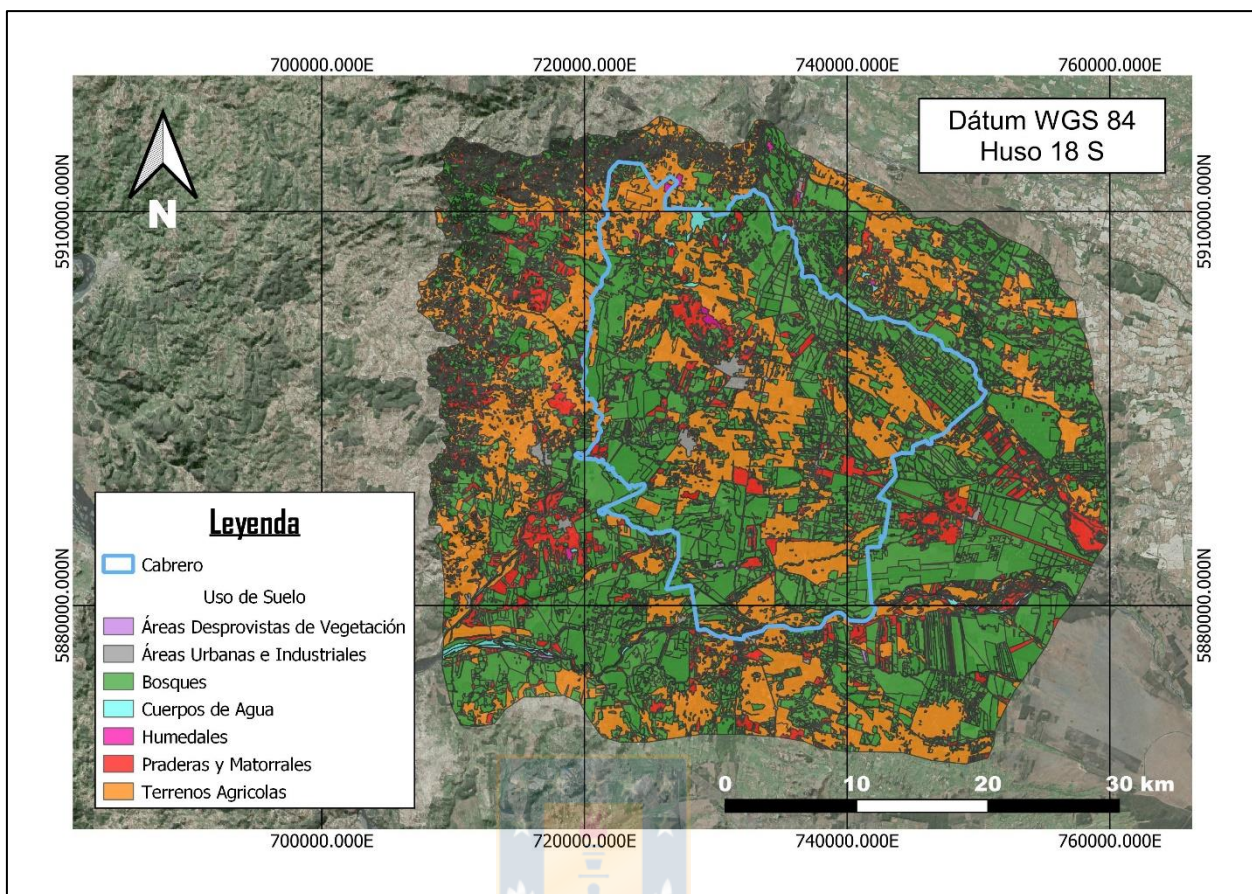 700000.000E 720000.000E 740000.000E 760000.000E
Dátum WGS 84
Huso 18 S
N
5910000.000N
5910000.000N
5880000.000N
5880000.000N
Leyenda
Cabrero
Uso de Suelo
Áreas Desprovistas de Vegetación
Áreas Urbanas e Industriales
Bosques
Cuerpos de Agua
Humedales
Praderas y Matorrales
Terrenos Agricolas
0 10 20 30 km
700000.000E 720000.000E 740000.000E 760000.000E